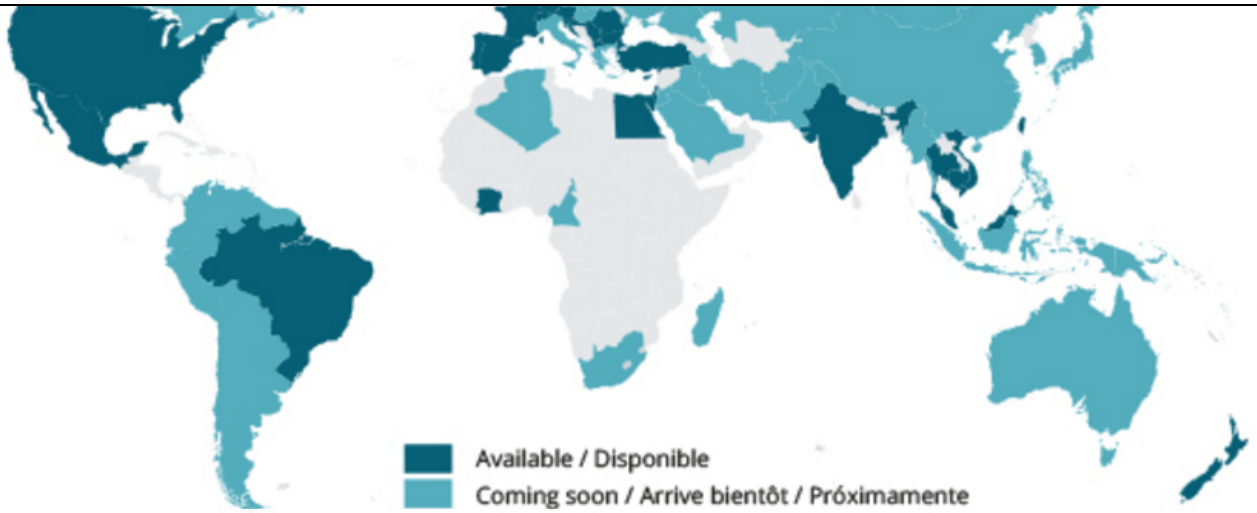 Available / Disponible
Coming soon / Arrive bientôt / Próximamente